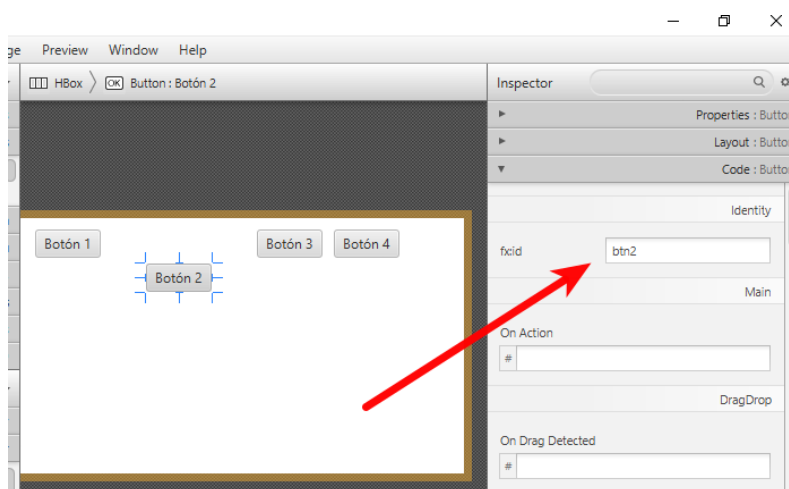 Preview Window Help
HBox OK Button : Botón 2
Inspector
Properties : Butto
Layout : Butto
Code : Butto
Identity
Botón 1
Botón 2
Botón 3
Botón 4
fx:id
btn2
Main
On Action
#
DragDrop
On Drag Detected
#